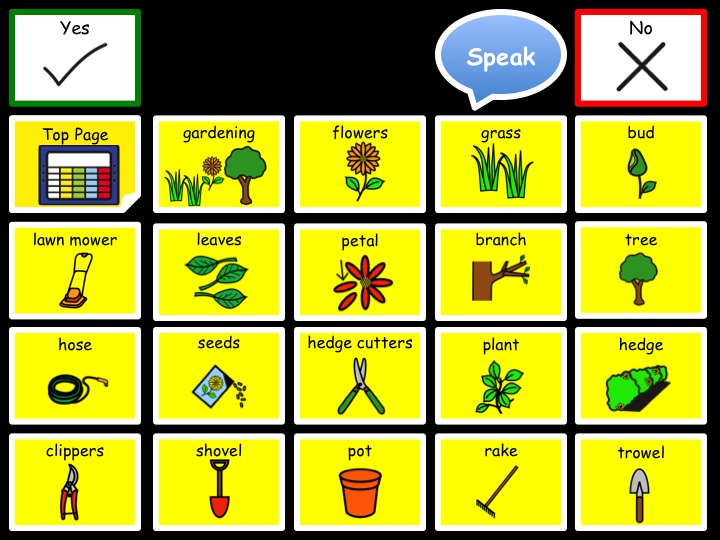 Yes
Speak
No
Top Page
gardening
flowers
grass
bud
lawn mower
leaves
petal
branch
tree
hose
seeds
hedge cutters
plant
hedge
clippers
shovel
pot
rake
trowel